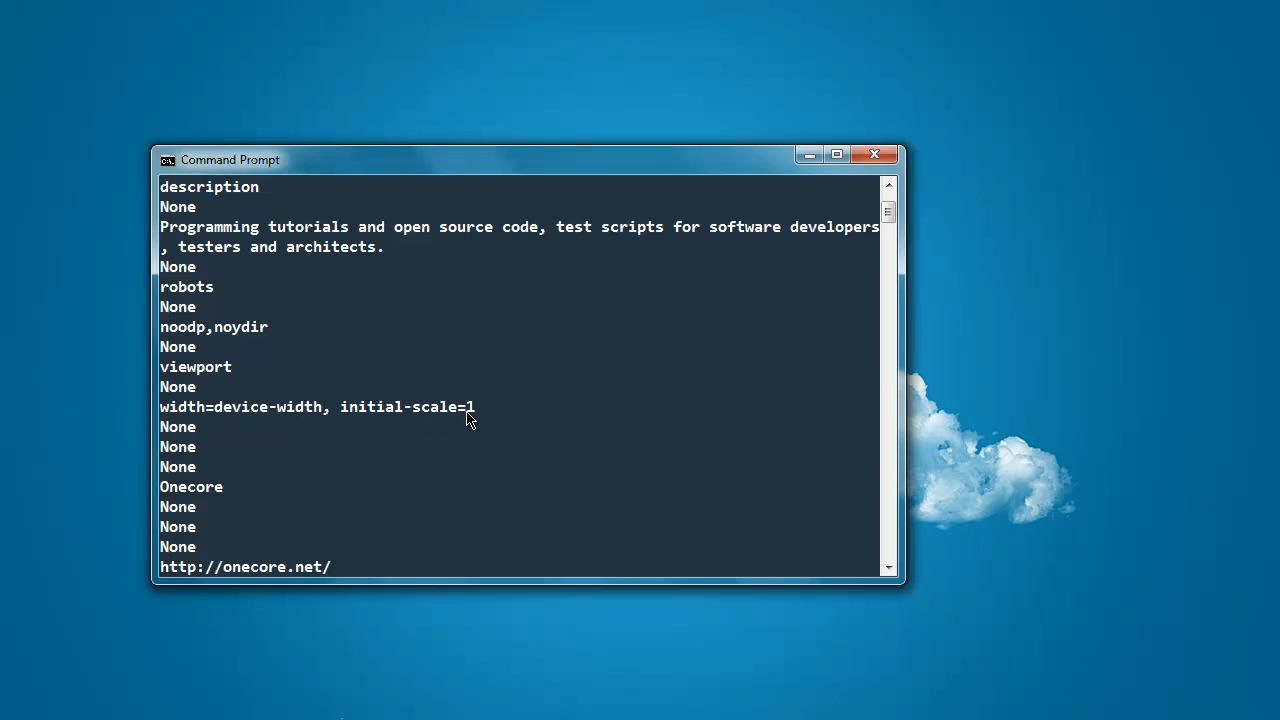 Command Prompt
description
None
Programming tutorials and open source code, test scripts for software developers
, testers and architects.
None
robots
None
noodp,noydir
None
viewport
None
width=device-width, initial-scale=1
None
None
None
Onecore
None
None
None
http://onecore.net/